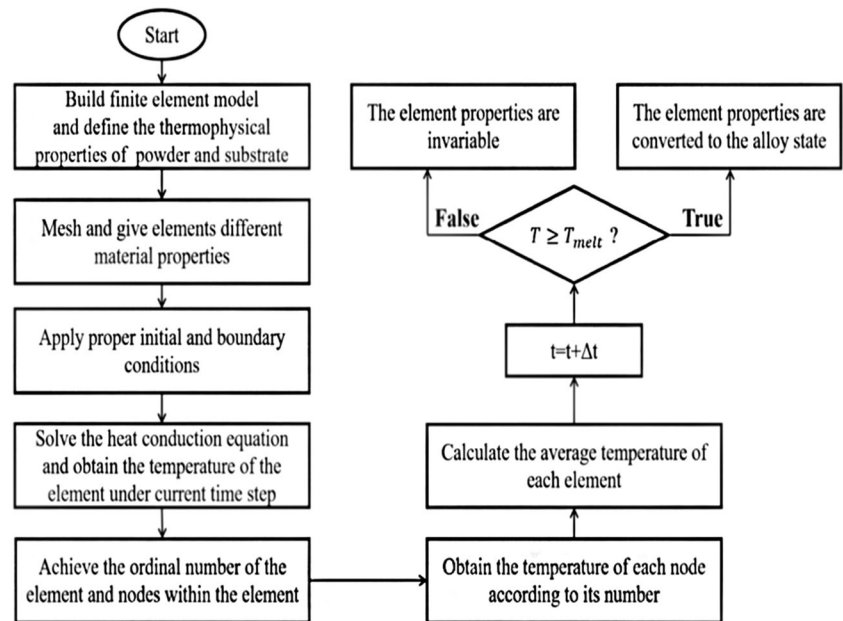 Start
Build finite element model
and define the thermophysical
properties of powder and substrate
Mesh and give elements different
material properties
Apply proper initial and boundary
conditions
Solve the heat conduction equation
and obtain the temperature of the
element under current time step
Achieve the ordinal number of the
element and nodes within the element
Obtain the temperature of each node
according to its number
Calculate the average temperature of
each element
t=t+Δt
T ≥ T_melt ?
False
True
The element properties are
invariable
The element properties are
converted to the alloy state